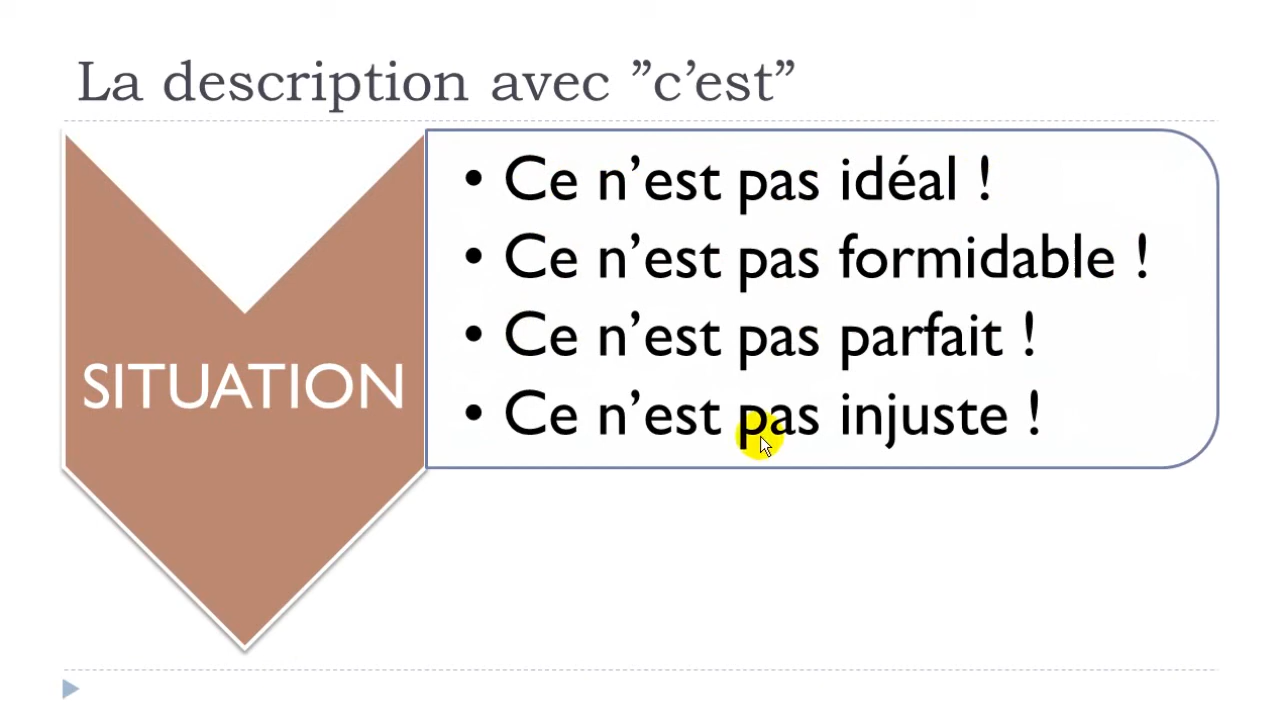 La description avec ”c’est”
SITUATION
• Ce n’est pas idéal !
• Ce n’est pas formidable !
• Ce n’est pas parfait !
• Ce n’est pas injuste !